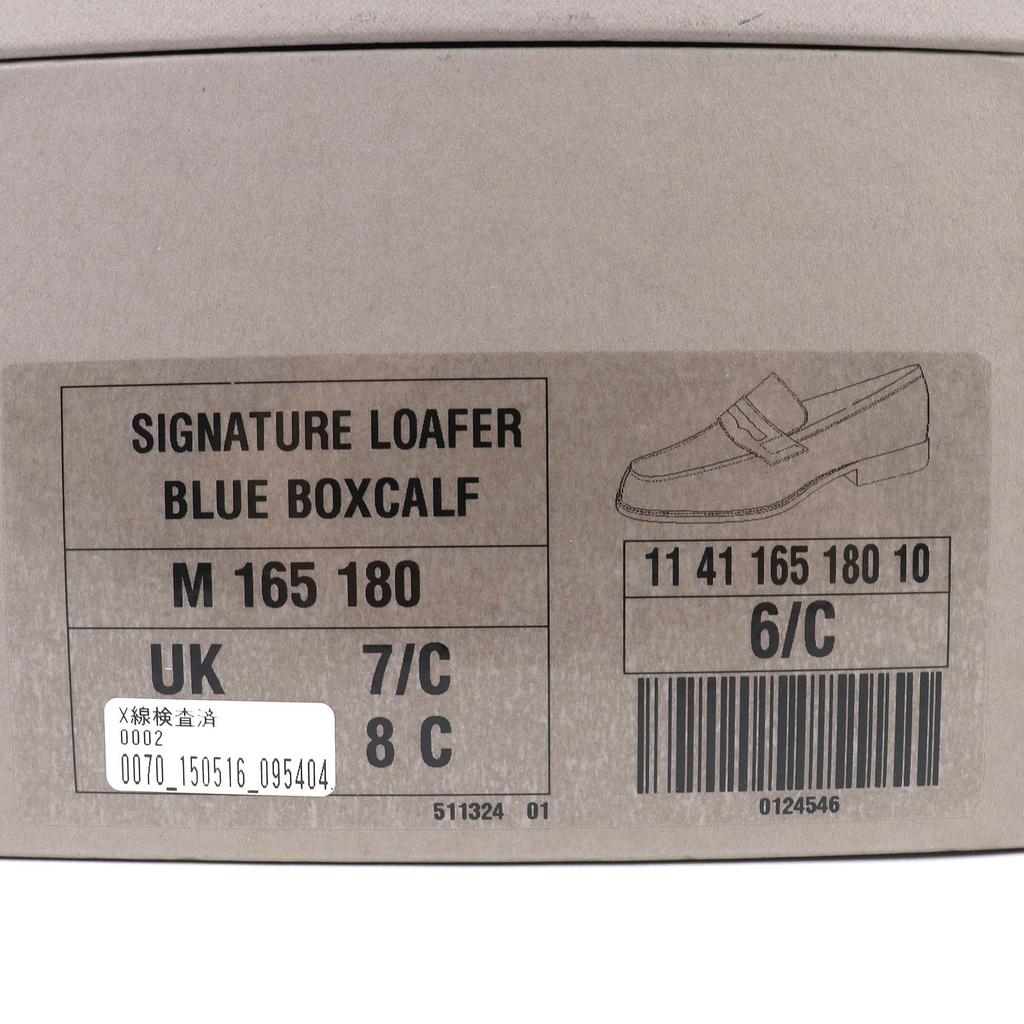 SIGNATURE LOAFER
BLUE BOXCALF
M 165 180
UK 7/C
8 C
X線検査済
0002
0070_150516_095404
511324 01
11 41 165 180 10
6/C
0124546